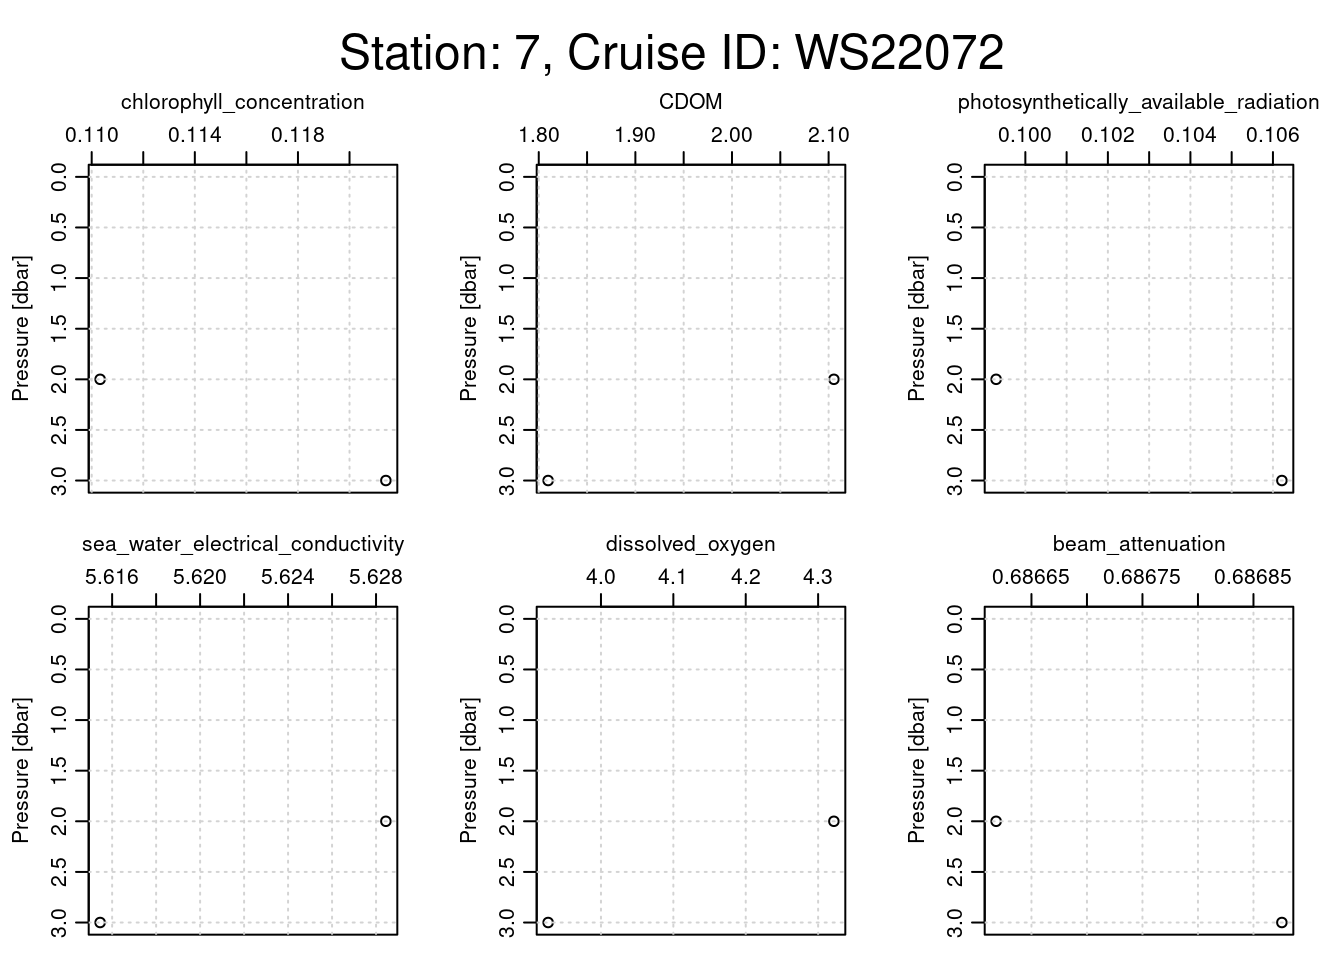 Station: 7, Cruise ID: WS22072
chlorophyll_concentration
0.110 0.114 0.118
0.0
0.5
1.0
1.5
2.0
2.5
3.0
Pressure [dbar]
CDOM
1.80 1.90 2.00 2.10
0.0
0.5
1.0
1.5
2.0
2.5
3.0
Pressure [dbar]
photosynthetically_available_radiation
0.100 0.102 0.104 0.106
0.0
0.5
1.0
1.5
2.0
2.5
3.0
Pressure [dbar]
sea_water_electrical_conductivity
5.616 5.620 5.624 5.628
0.0
0.5
1.0
1.5
2.0
2.5
3.0
Pressure [dbar]
dissolved_oxygen
4.0 4.1 4.2 4.3
0.0
0.5
1.0
1.5
2.0
2.5
3.0
Pressure [dbar]
beam_attenuation
0.68665 0.68675 0.68685
0.0
0.5
1.0
1.5
2.0
2.5
3.0
Pressure [dbar]